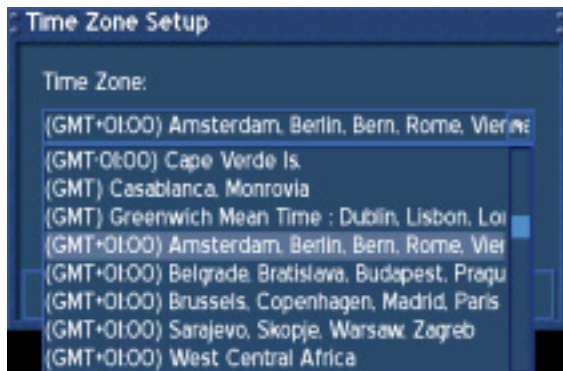 Time Zone Setup
Time Zone:
(GMT+01:00) Amsterdam, Berlin, Bern, Rome, Vienna
(GMT-01:00) Cape Verde Is.
(GMT) Casablanca, Monrovia
(GMT) Greenwich Mean Time : Dublin, Lisbon, Lon
(GMT+01:00) Amsterdam, Berlin, Bern, Rome, Vier
(GMT+01:00) Belgrade, Bratislava, Budapest, Pragu
(GMT+01:00) Brussels, Copenhagen, Madrid, Paris
(GMT+01:00) Sarajevo, Skopje, Warsaw, Zagreb
(GMT+01:00) West Central Africa